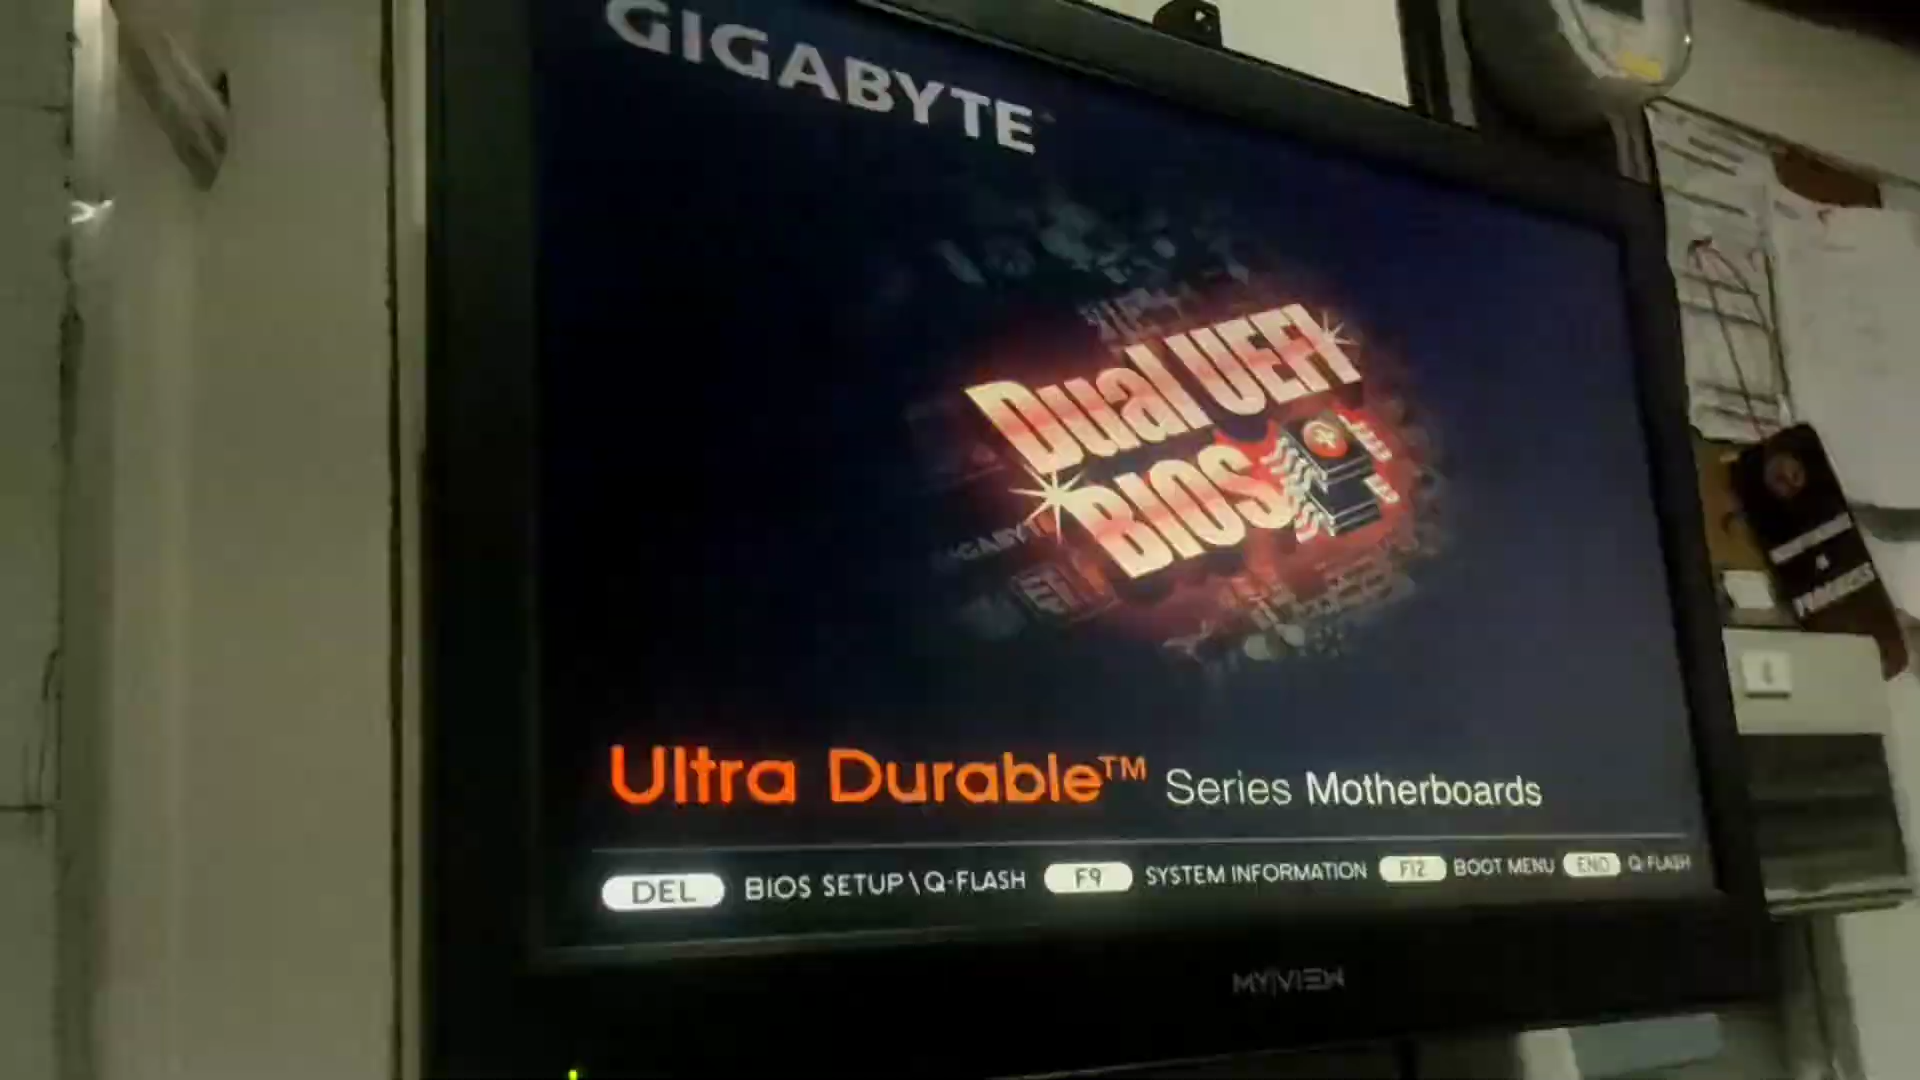 GIGABYTE
Dual UEFI
BIOS
Ultra Durable™ Series Motherboards
DEL BIOS SETUP\Q-FLASH F9 SYSTEM INFORMATION F12 BOOT MENU END Q-FLASH
MYVIEW